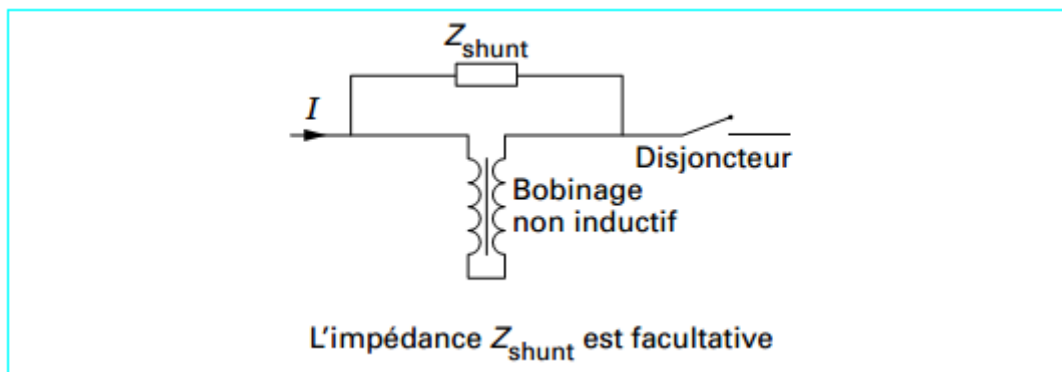 Zshunt
I
Disjoncteur
Bobinage
non inductif
L'impédance Zshunt est facultative